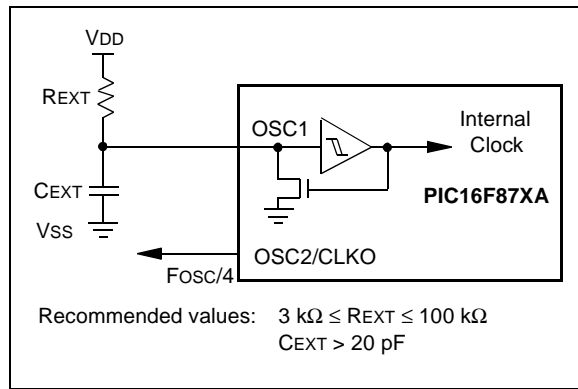 VDD
REXT
OSC1
Internal
Clock
CEXT
PIC16F87XA
VSS
OSC2/CLKO
FOSC/4
Recommended values: 3 kΩ ≤ REXT ≤ 100 kΩ
CEXT > 20 pF